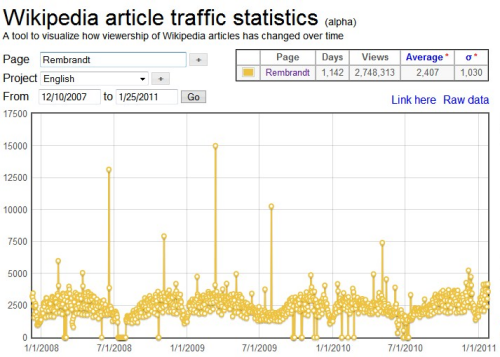 Wikipedia article traffic statistics (alpha)
A tool to visualize how viewership of Wikipedia articles has changed over time
Page Rembrandt +
Project English +
From 12/10/2007 to 1/25/2011 Go
Page Days Views Average * σ *
Rembrandt 1,142 2,748,313 2,407 1,030
Link here Raw data
17500
15000
12500
10000
7500
5000
2500
0
1/1/2008 7/1/2008 1/1/2009 7/1/2009 1/1/2010 7/1/2010 1/1/2011